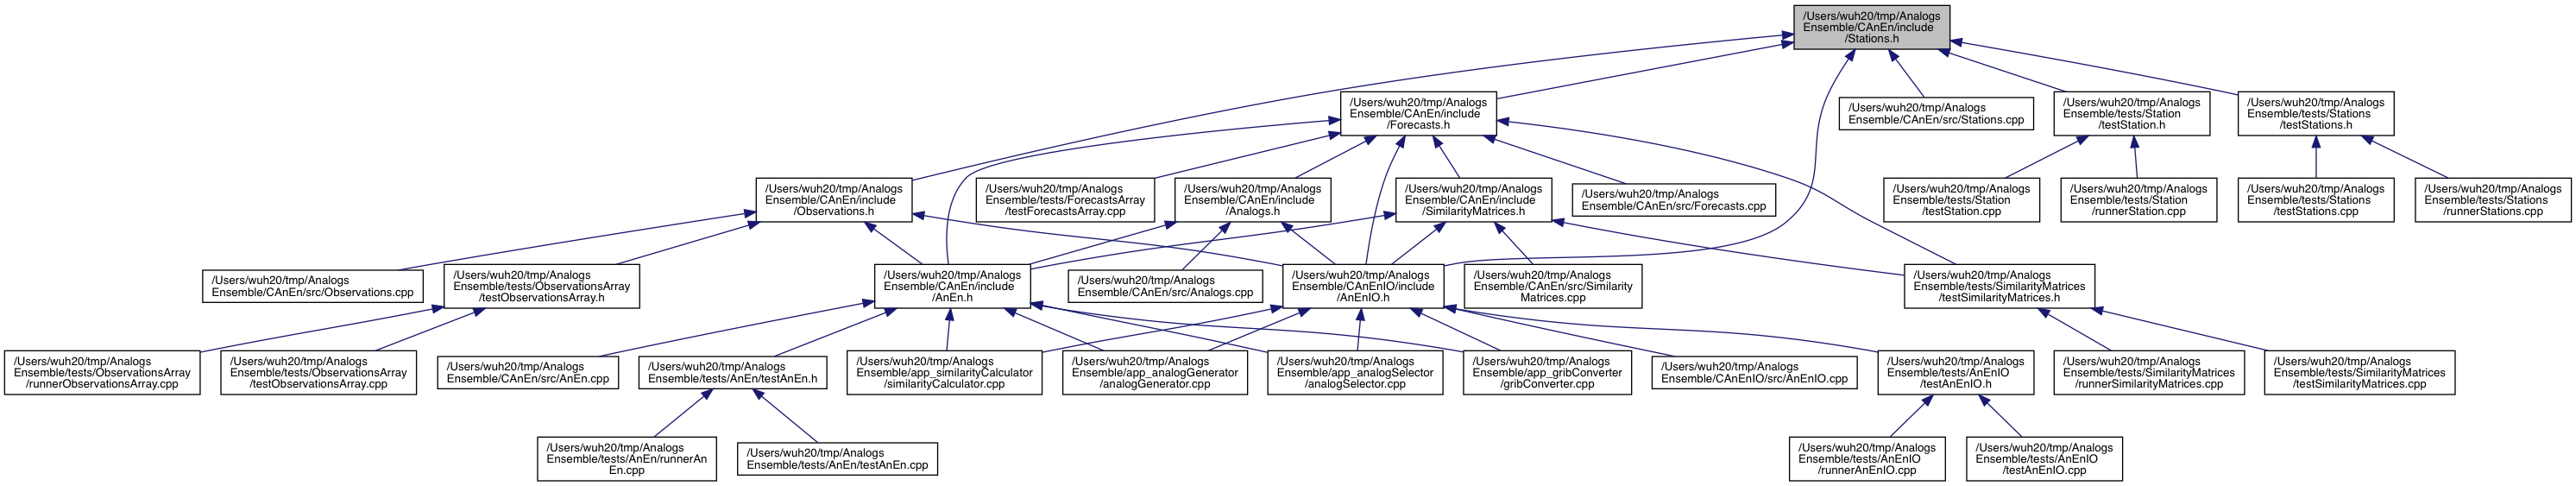 /Users/wuh20/tmp/Analogs
Ensemble/CAnEn/include
/Stations.h
/Users/wuh20/tmp/Analogs
Ensemble/CAnEn/include
/Forecasts.h
/Users/wuh20/tmp/Analogs
Ensemble/CAnEn/src/Stations.cpp
/Users/wuh20/tmp/Analogs
Ensemble/tests/Station
/testStation.h
/Users/wuh20/tmp/Analogs
Ensemble/tests/Stations
/testStations.h
/Users/wuh20/tmp/Analogs
Ensemble/CAnEn/include
/Observations.h
/Users/wuh20/tmp/Analogs
Ensemble/tests/ForecastsArray
/testForecastsArray.cpp
/Users/wuh20/tmp/Analogs
Ensemble/CAnEn/include
/Analogs.h
/Users/wuh20/tmp/Analogs
Ensemble/CAnEn/include
/SimilarityMatrices.h
/Users/wuh20/tmp/Analogs
Ensemble/CAnEn/src/Forecasts.cpp
/Users/wuh20/tmp/Analogs
Ensemble/tests/Station
/testStation.cpp
/Users/wuh20/tmp/Analogs
Ensemble/tests/Station
/runnerStation.cpp
/Users/wuh20/tmp/Analogs
Ensemble/tests/Stations
/testStations.cpp
/Users/wuh20/tmp/Analogs
Ensemble/tests/Stations
/runnerStations.cpp
/Users/wuh20/tmp/Analogs
Ensemble/CAnEn/src/Observations.cpp
/Users/wuh20/tmp/Analogs
Ensemble/tests/ObservationsArray
/testObservationsArray.h
/Users/wuh20/tmp/Analogs
Ensemble/CAnEn/include
/AnEn.h
/Users/wuh20/tmp/Analogs
Ensemble/CAnEn/src/Analogs.cpp
/Users/wuh20/tmp/Analogs
Ensemble/CAnEnIO/include
/AnEnIO.h
/Users/wuh20/tmp/Analogs
Ensemble/CAnEn/src/Similarity
Matrices.cpp
/Users/wuh20/tmp/Analogs
Ensemble/tests/SimilarityMatrices
/testSimilarityMatrices.h
/Users/wuh20/tmp/Analogs
Ensemble/tests/ObservationsArray
/runnerObservationsArray.cpp
/Users/wuh20/tmp/Analogs
Ensemble/tests/ObservationsArray
/testObservationsArray.cpp
/Users/wuh20/tmp/Analogs
Ensemble/CAnEn/src/AnEn.cpp
/Users/wuh20/tmp/Analogs
Ensemble/tests/AnEn/testAnEn.h
/Users/wuh20/tmp/Analogs
Ensemble/app_similarityCalculator
/similarityCalculator.cpp
/Users/wuh20/tmp/Analogs
Ensemble/app_analogGenerator
/analogGenerator.cpp
/Users/wuh20/tmp/Analogs
Ensemble/app_analogSelector
/analogSelector.cpp
/Users/wuh20/tmp/Analogs
Ensemble/app_gribConverter
/gribConverter.cpp
/Users/wuh20/tmp/Analogs
Ensemble/CAnEnIO/src/AnEnIO.cpp
/Users/wuh20/tmp/Analogs
Ensemble/tests/AnEnIO
/testAnEnIO.h
/Users/wuh20/tmp/Analogs
Ensemble/tests/SimilarityMatrices
/runnerSimilarityMatrices.cpp
/Users/wuh20/tmp/Analogs
Ensemble/tests/SimilarityMatrices
/testSimilarityMatrices.cpp
/Users/wuh20/tmp/Analogs
Ensemble/tests/AnEn/runnerAn
En.cpp
/Users/wuh20/tmp/Analogs
Ensemble/tests/AnEn/testAnEn.cpp
/Users/wuh20/tmp/Analogs
Ensemble/tests/AnEnIO
/runnerAnEnIO.cpp
/Users/wuh20/tmp/Analogs
Ensemble/tests/AnEnIO
/testAnEnIO.cpp